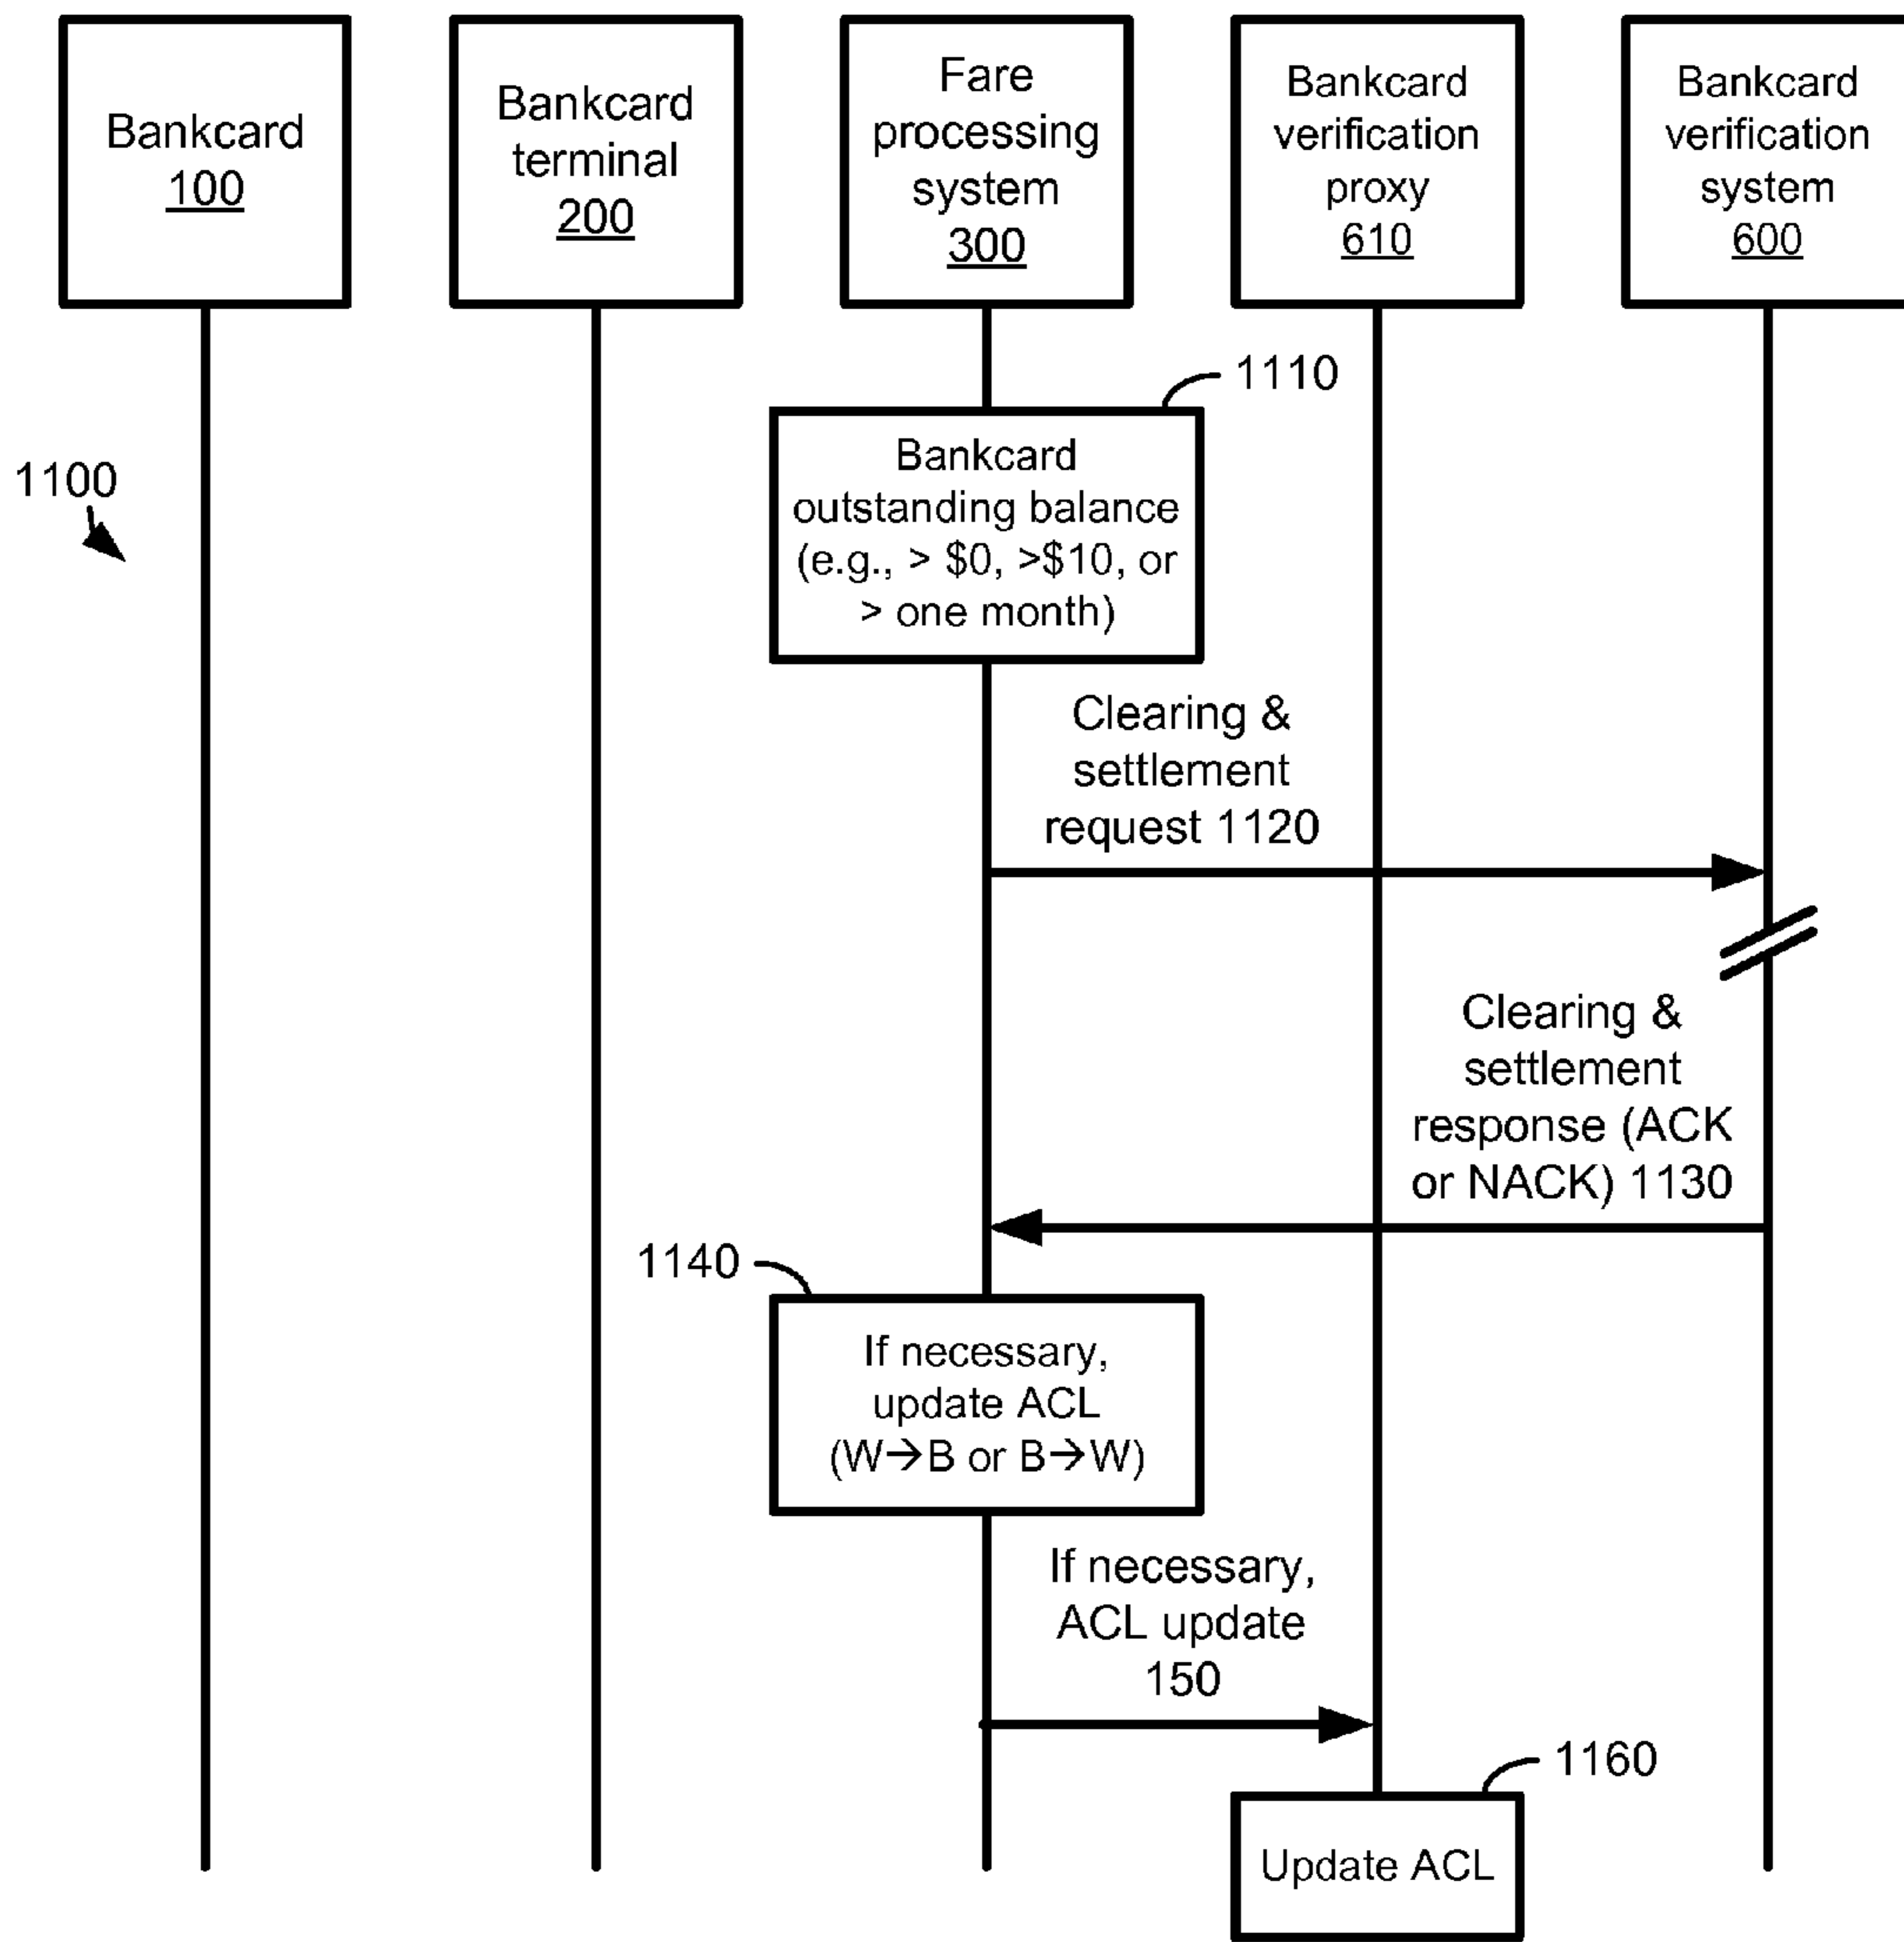 Bankcard
100
Bankcard
terminal
200
Fare
processing
system
300
Bankcard
verification
proxy
610
Bankcard
verification
system
600
1110
Bankcard
outstanding balance
(e.g., > $0, >$10, or
> one month)
1100
Clearing &
settlement
request 1120
Clearing &
settlement
response (ACK
or NACK) 1130
1140
If necessary,
update ACL
(W→B or B→W)
If necessary,
ACL update
150
1160
Update ACL